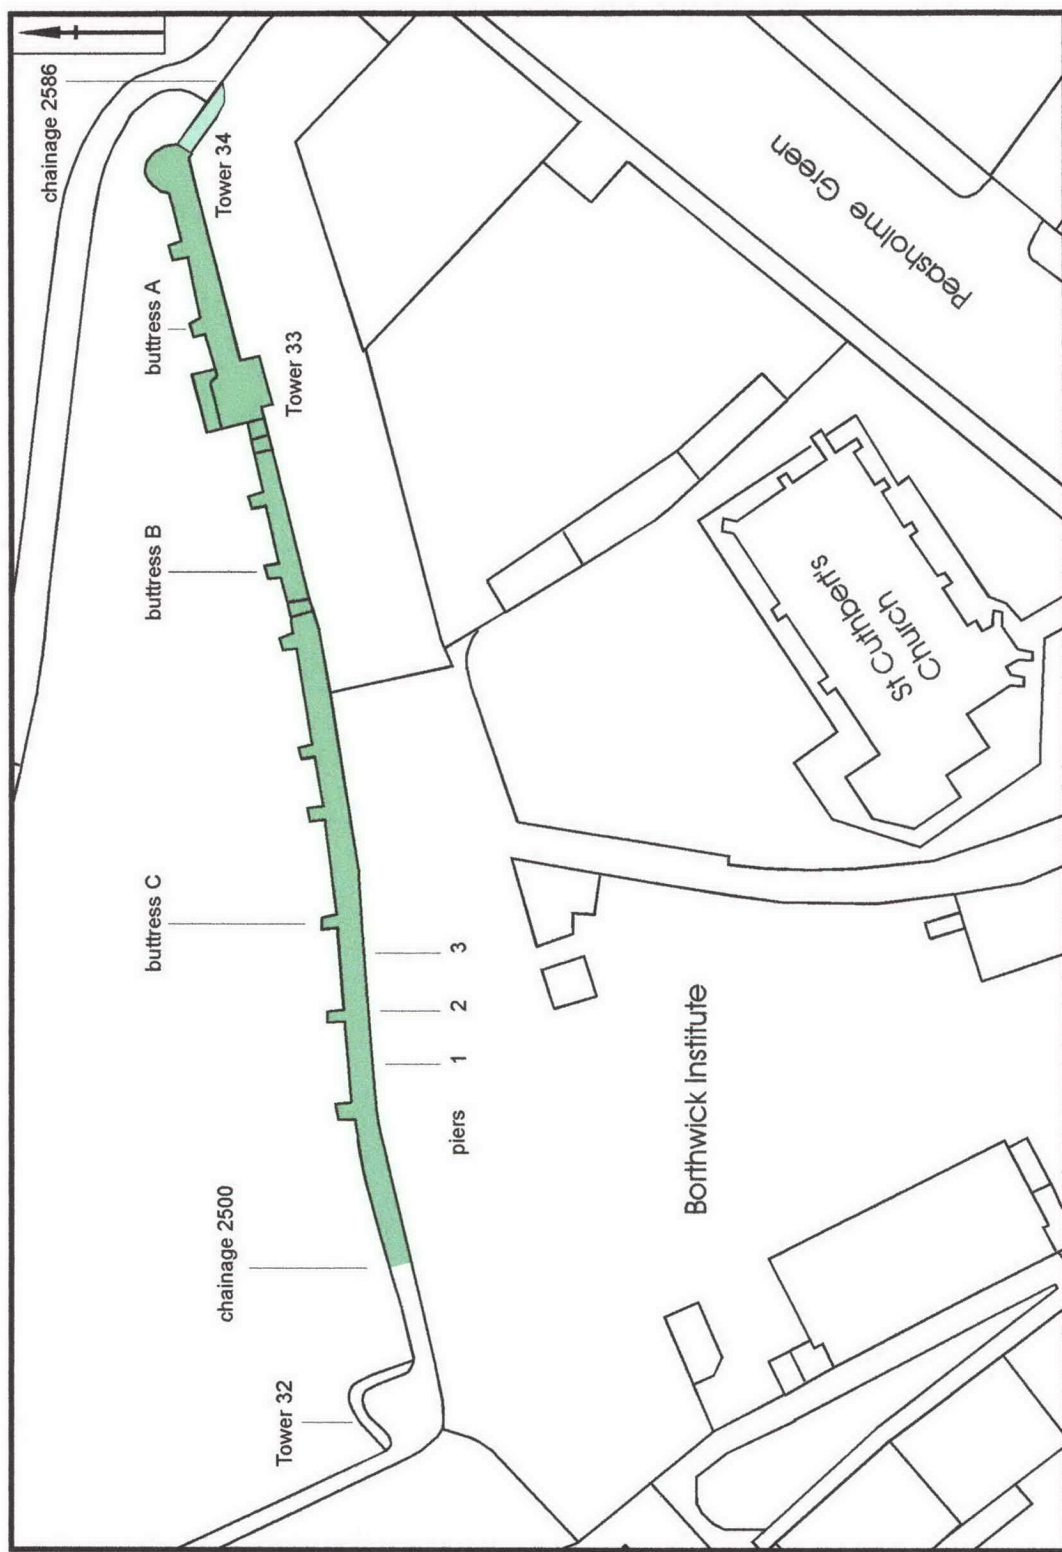 chainage 2586
Tower 34
buttress A
Tower 33
buttress B
buttress C
3
2
1
piers
chainage 2500
Tower 32
Peasholme Green
St Cuthbert's
Church
Borthwick Institute